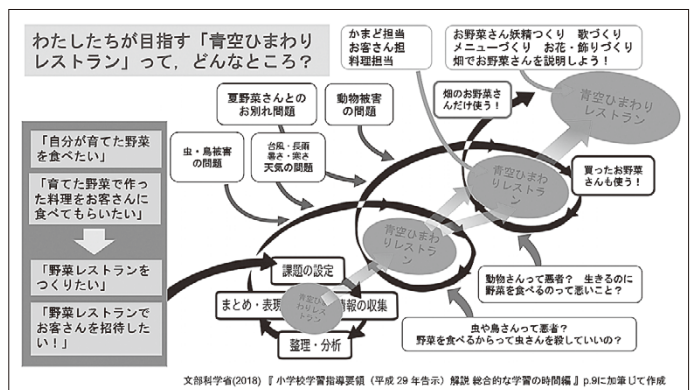 わたしたちが目指す「青空ひまわり
レストラン」って，どんなところ？
かまど担当
お客さん担
料理担当
お野菜さん妖精つくり　歌づくり
メニューづくり　お花・飾りづくり
畑でお野菜さんを説明しよう！
夏野菜さんとの
お別れ問題
動物被害
の問題
畑のお野菜さ
んだけ使う！
青空ひまわり
レストラン
虫・鳥被害
の問題
台風・長雨
暑さ・寒さ
天気の問題
「自分が育てた野菜
を食べたい」
「育てた野菜で作っ
た料理をお客さんに
食べてもらいたい」
「野菜レストランを
つくりたい」
「野菜レストランで
お客さんを招待した
い！」
青空ひまわ
りレストラ
ン
買ったお野菜
さんも使う！
青空ひまわ
りレストラ
ン
課題の設定
まとめ・表現
青空ひ
まわり
レスト
ラン
情報の収集
整理・分析
動物さんって悪者？　生きるのに
野菜を食べるのって悪いこと？
虫や鳥さんって悪者？
野菜を食べるからって虫さんを殺していいの？
文部科学省(2018) 『 小学校学習指導要領（平成 29 年告示）解説 総合的な学習の時間編 』p.9に加筆して作成